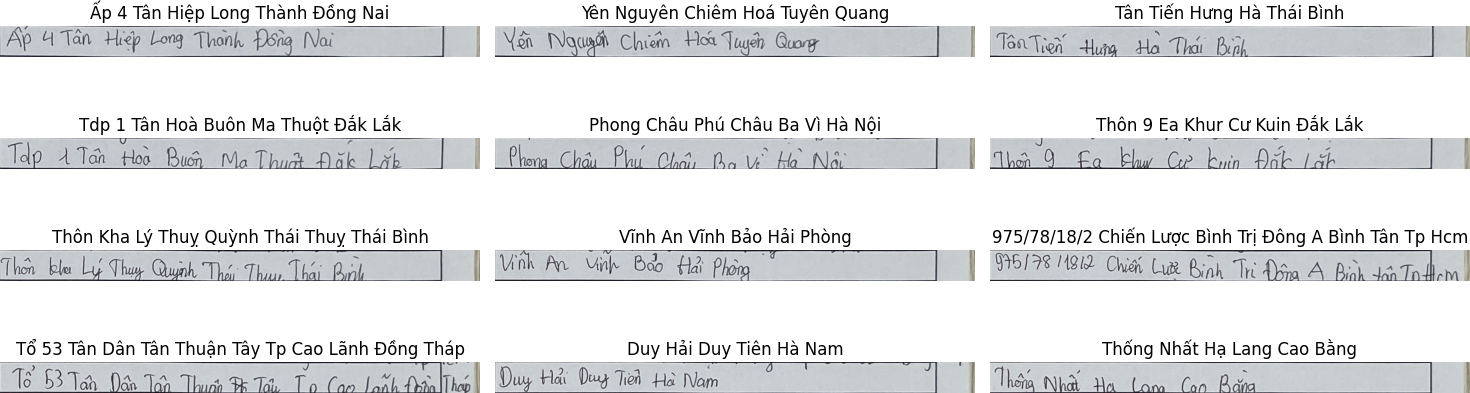 Ấp 4 Tân Hiệp Long Thành Đồng Nai
Yên Nguyên Chiêm Hoá Tuyên Quang
Tân Tiến Hưng Hà Thái Bình
Ấp 4 Tân Hiệp Long Thành Đồng Nai
Yên Nguyên Chiêm Hoá Tuyên Quang
Tân Tiến Hưng Hà Thái Bình
Tdp 1 Tân Hoà Buôn Ma Thuột Đắk Lắk
Phong Châu Phú Châu Ba Vì Hà Nội
Thôn 9 Ea Khur Cư Kuin Đắk Lắk
Tdp 1 Tân Hoà Buôn Ma Thuột Đắk Lắk
Phong Châu Phú Châu Ba Vì Hà Nội
Thôn 9 Ea khur Cư kuin Đắk Lắk
Thôn Kha Lý Thuỵ Quỳnh Thái Thuỵ Thái Bình
Vĩnh An Vĩnh Bảo Hải Phòng
975/78/18/2 Chiến Lược Bình Trị Đông A Bình Tân Tp Hcm
Thôn kha Lý Thuỵ Quỳnh Thái Thuỵ Thái Bình
Vĩnh An Vĩnh Bảo Hải Phòng
975/78/18/2 Chiến Lược Bình Trị Đông A Bình tân Tp Hcm
Tổ 53 Tân Dân Tân Thuận Tây Tp Cao Lãnh Đồng Tháp
Duy Hải Duy Tiên Hà Nam
Thống Nhất Hạ Lang Cao Bằng
Tổ 53 Tân Dân Tân Thuận Tây Tp Cao Lãnh Đồng Tháp
Duy Hải Duy Tiên Hà Nam
Thống Nhất Hạ Lang Cao Bằng